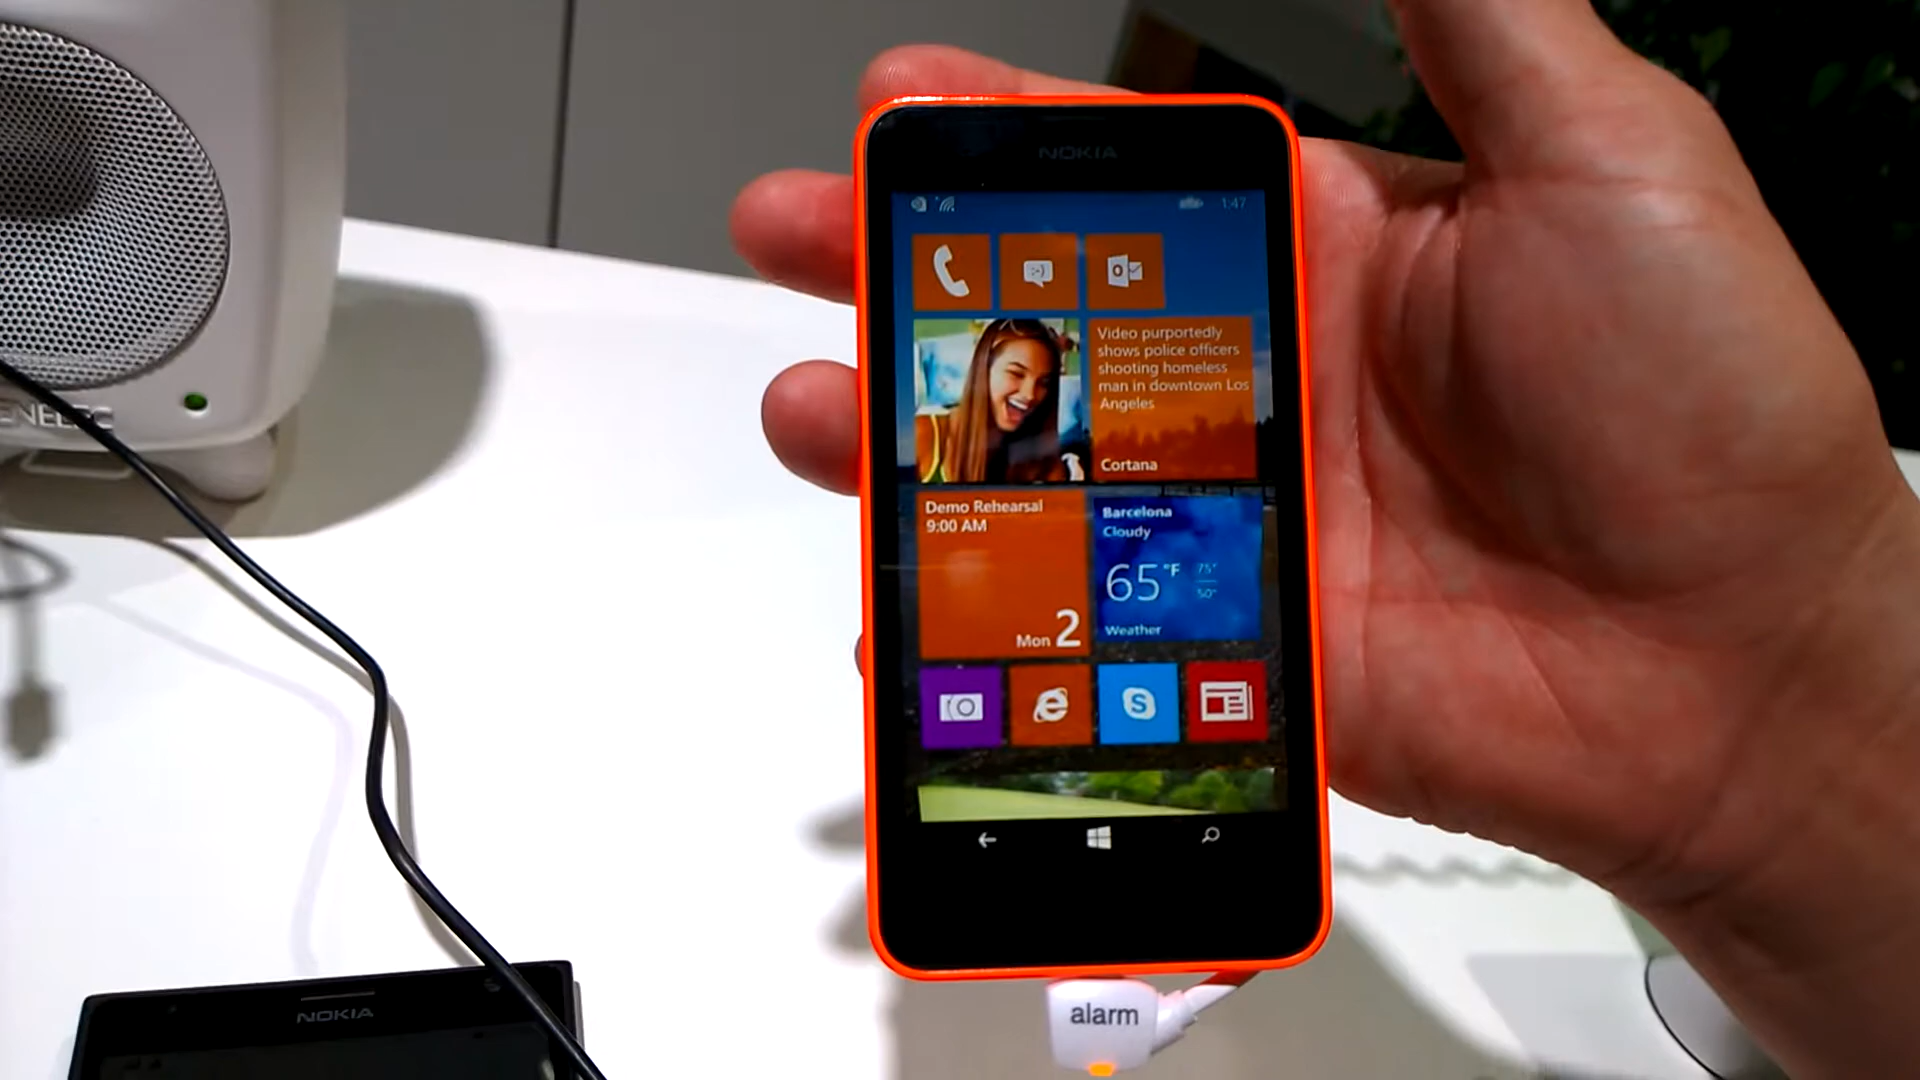 NOKIA
1:47
:-)
O
Video purportedly
shows police officers
shooting homeless
man in downtown Los
Angeles
Cortana
Demo Rehearsal
9:00 AM
Mon 2
Barcelona
Cloudy
65°F
75°
50°
Weather
S
alarm
NOKIA
ENELEC